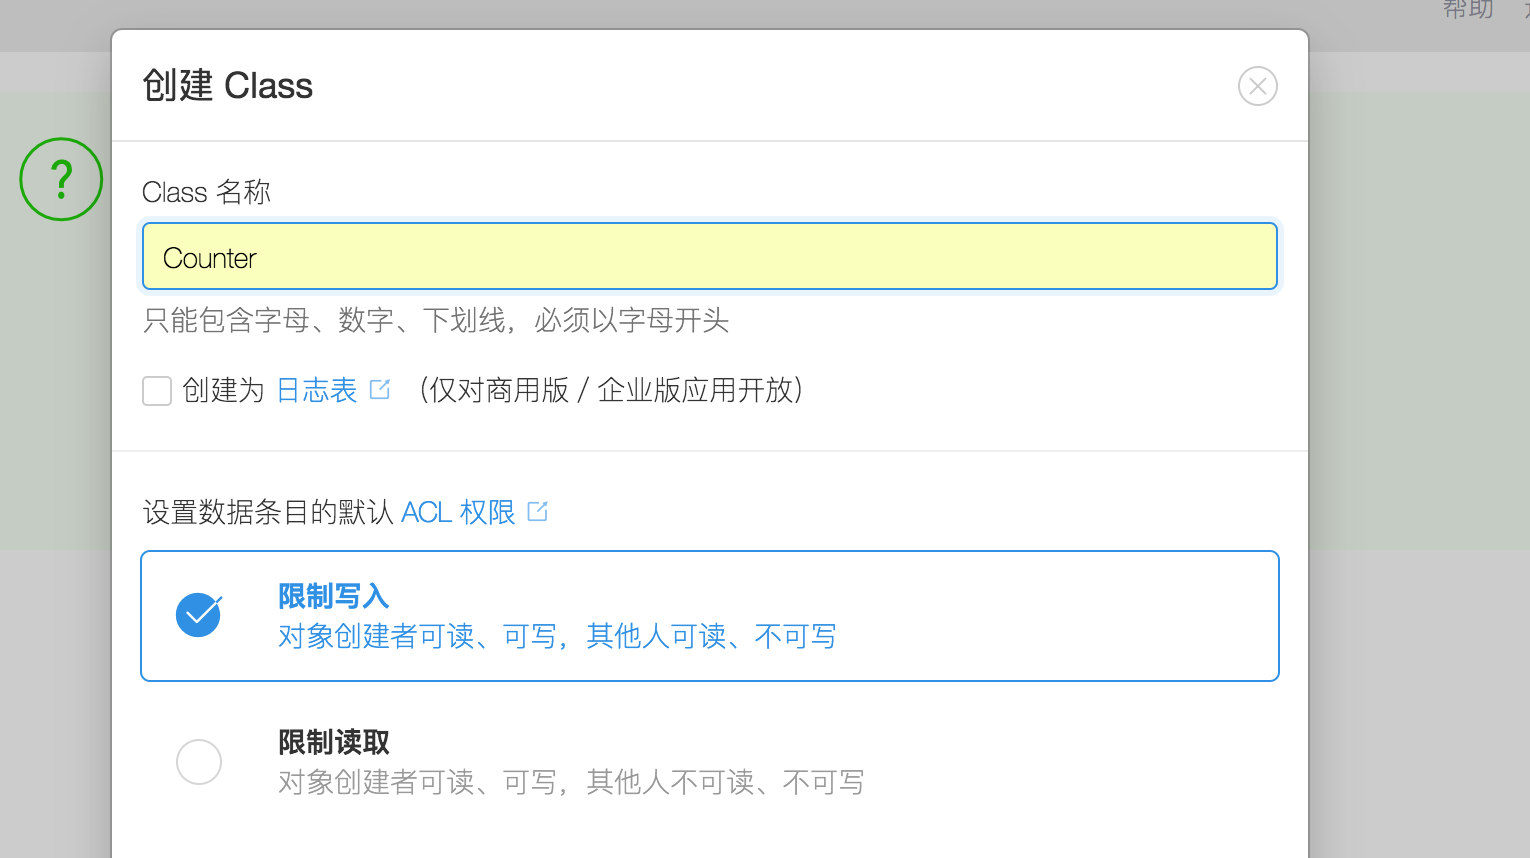 帮助
创建 Class
?
Class 名称
Counter
只能包含字母、数字、下划线，必须以字母开头
创建为 日志表 （仅对商用版 / 企业版应用开放）
设置数据条目的默认 ACL 权限
限制写入
对象创建者可读、可写，其他人可读、不可写
限制读取
对象创建者可读、可写，其他人不可读、不可写